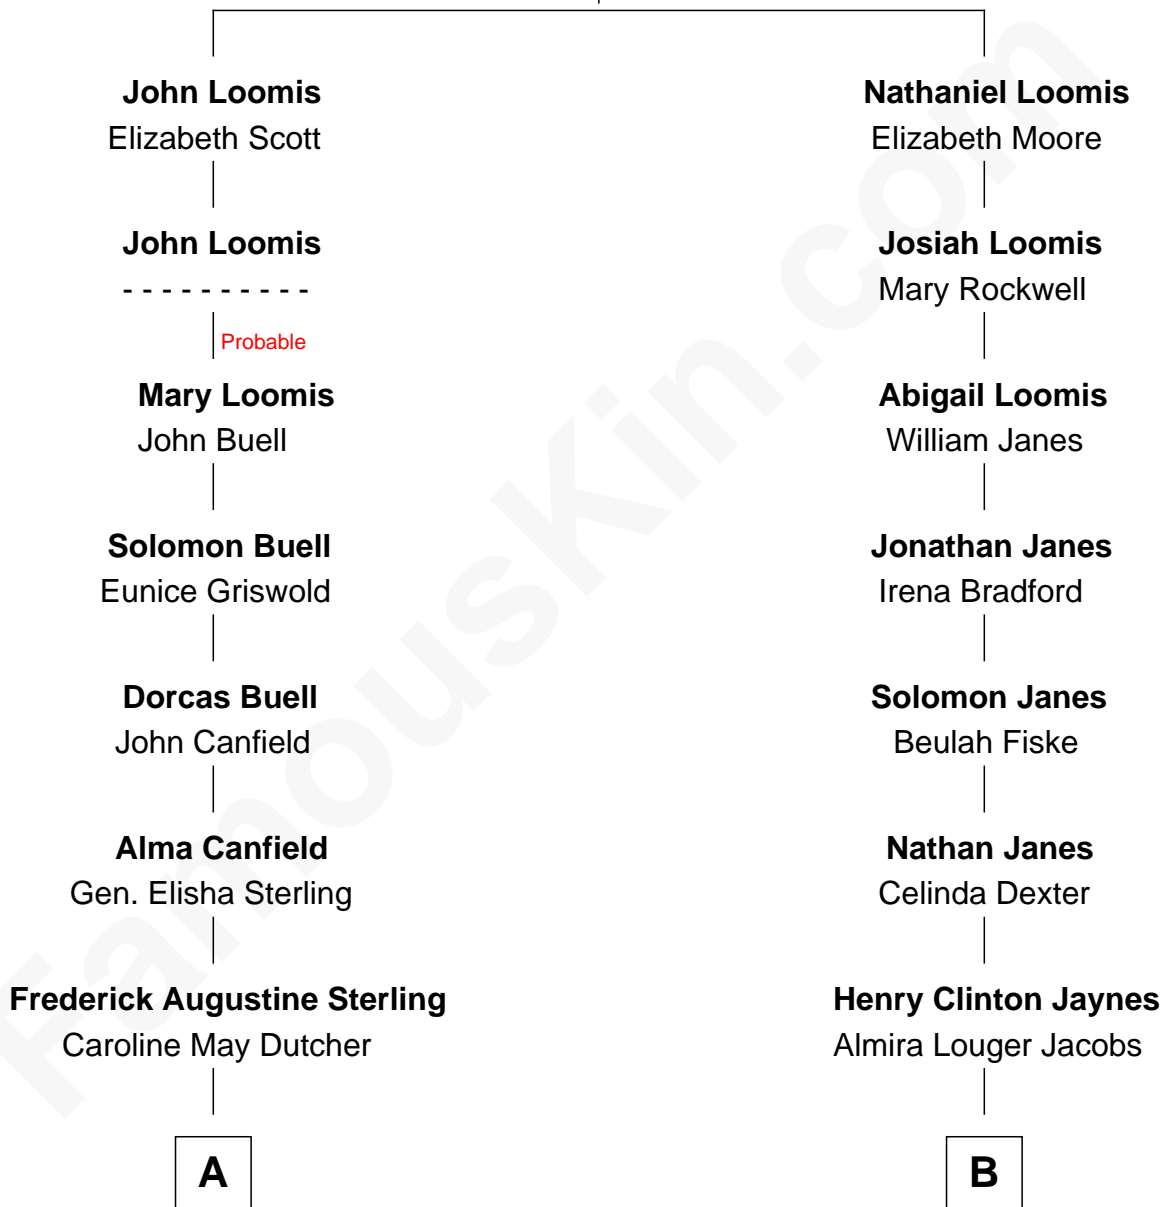 John Loomis
Elizabeth Scott
John Loomis
- - - - - - - - - -
Probable
Mary Loomis
John Buell
Solomon Buell
Eunice Griswold
Dorcas Buell
John Canfield
Alma Canfield
Gen. Elisha Sterling
Frederick Augustine Sterling
Caroline May Dutcher
A
Nathaniel Loomis
Elizabeth Moore
Josiah Loomis
Mary Rockwell
Abigail Loomis
William Janes
Jonathan Janes
Irena Bradford
Solomon Janes
Beulah Fiske
Nathan Janes
Celinda Dexter
Henry Clinton Jaynes
Almira Louger Jacobs
B
FamousKin.com